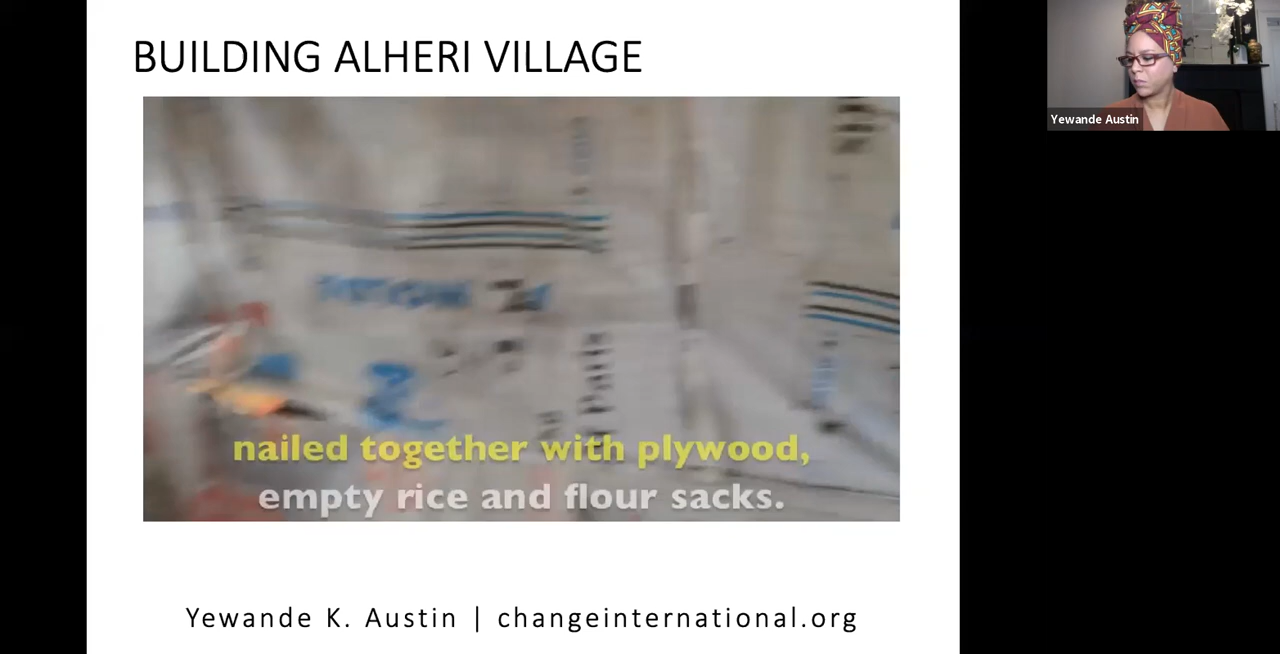 BUILDING ALHERI VILLAGE
Yewande Austin
nailed together with plywood,
empty rice and flour sacks.
Yewande K. Austin | changeinternational.org